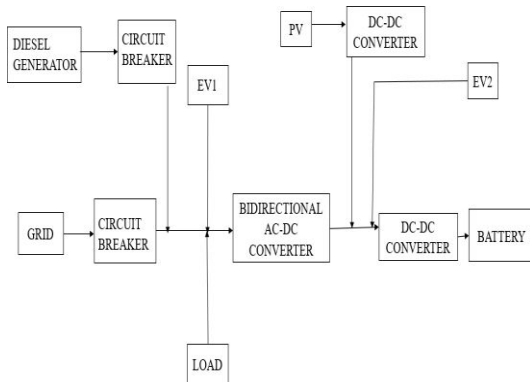 DIESEL
GENERATOR
CIRCUIT
BREAKER
PV
DC-DC
CONVERTER
EV1
EV2
GRID
CIRCUIT
BREAKER
BIDIRECTIONAL
AC-DC
CONVERTER
DC-DC
CONVERTER
BATTERY
LOAD